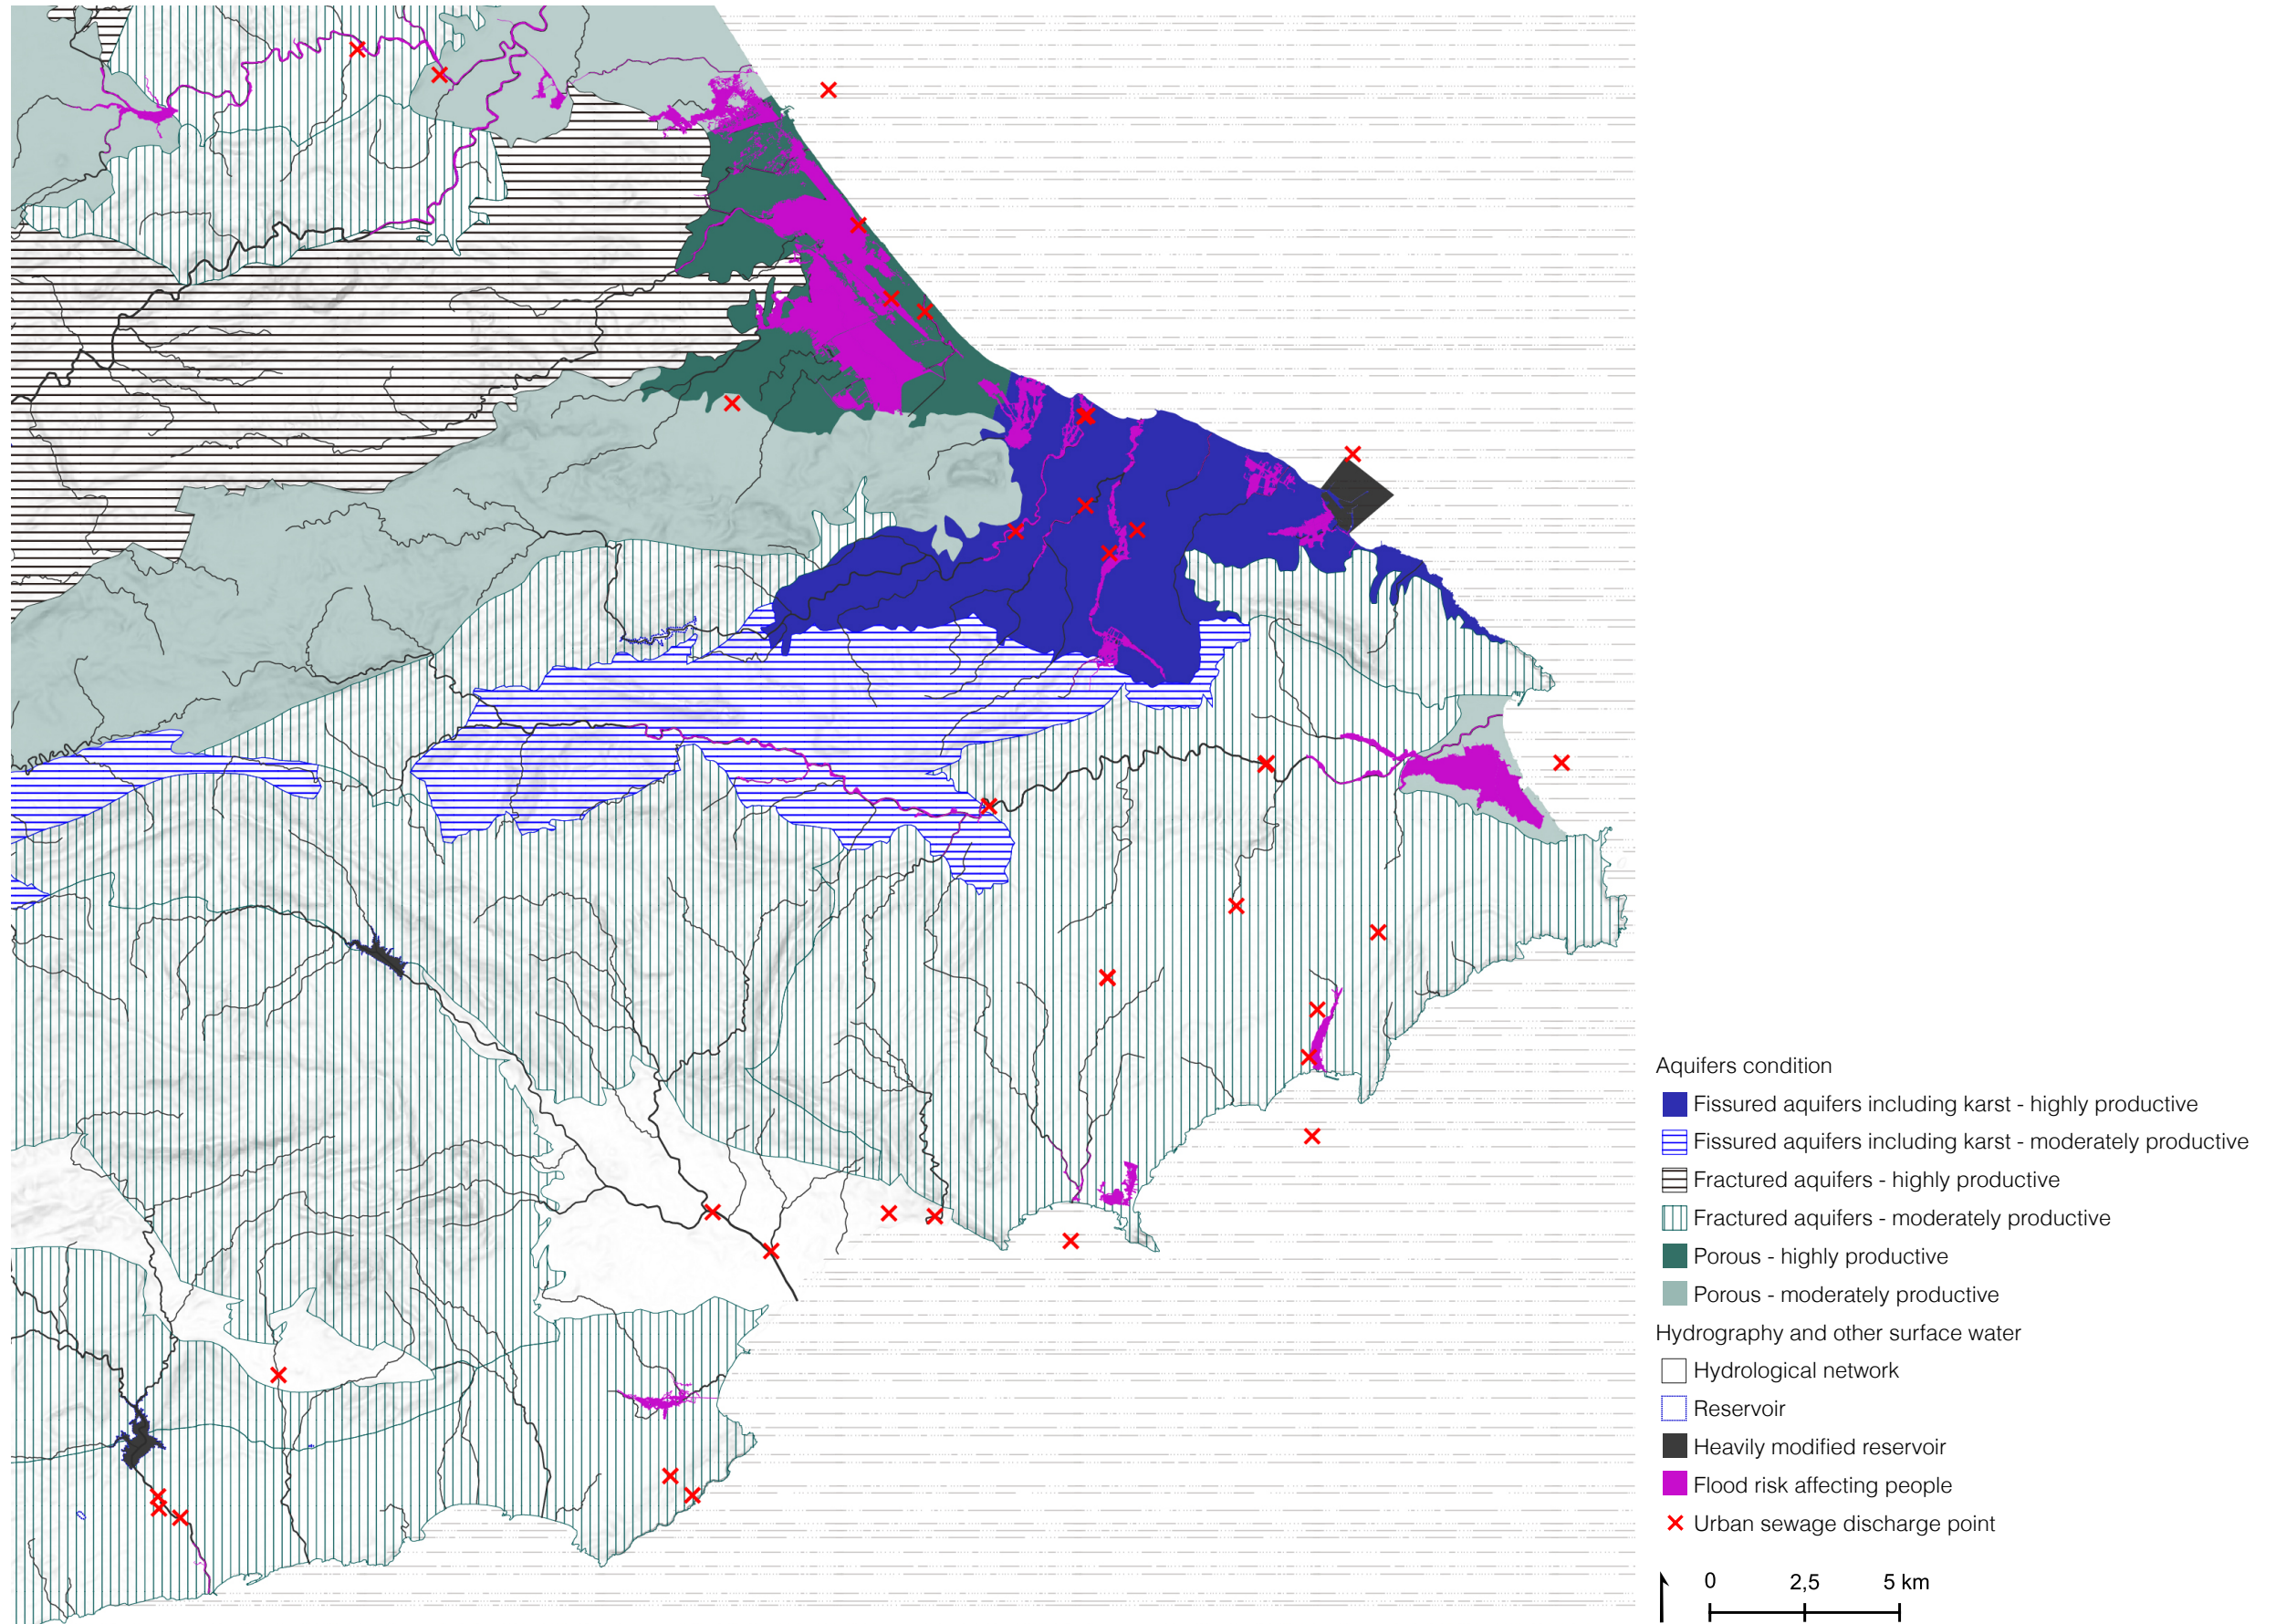 Aquifers condition
Fissured aquifers including karst - highly productive
Fissured aquifers including karst - moderately productive
Fractured aquifers - highly productive
Fractured aquifers - moderately productive
Porous - highly productive
Porous - moderately productive
Hydrography and other surface water
Hydrological network
Reservoir
Heavily modified reservoir
Flood risk affecting people
Urban sewage discharge point
0 2,5 5 km